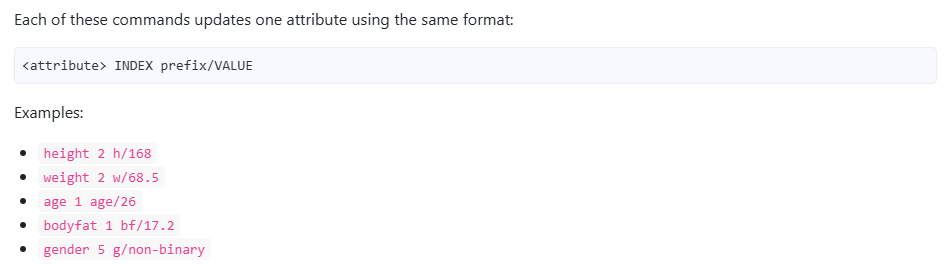 Each of these commands updates one attribute using the same format:
<attribute> INDEX prefix/VALUE
Examples:
height 2 h/168
weight 2 w/68.5
age 1 age/26
bodyfat 1 bf/17.2
gender 5 g/non-binary